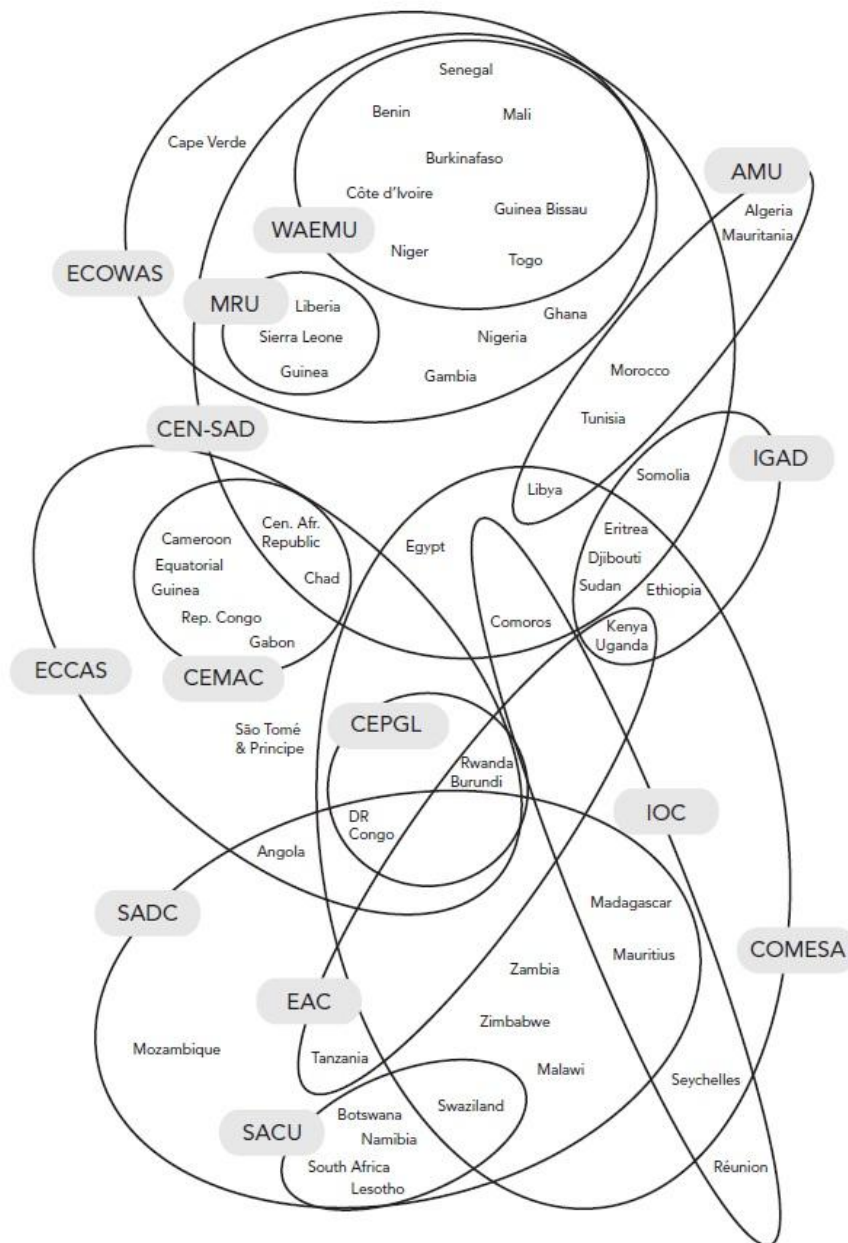 Senegal
Benin
Mali
Cape Verde
Burkinafaso
AMU
Côte d'Ivoire
Guinea Bissau
Algeria
Mauritania
WAEMU
Niger
Togo
ECOWAS
MRU
Liberia
Ghana
Sierra Leone
Nigeria
Guinea
Gambia
Morocco
Tunisia
CEN-SAD
IGAD
Somolia
Libya
Cameroon
Cen. Afr.
Republic
Egypt
Eritrea
Equatorial
Guinea
Chad
Djibouti
Sudan
Ethiopia
Rep. Congo
Gabon
Comoros
Kenya
Uganda
ECCAS
CEMAC
São Tomé
& Principe
CEPGL
Rwanda
Burundi
DR
Congo
IOC
Angola
SADC
Madagascar
Mauritius
COMESA
Zambia
EAC
Zimbabwe
Mozambique
Tanzania
Malawi
Seychelles
SACU
Botswana
Swaziland
Namibia
South Africa
Lesotho
Réunion